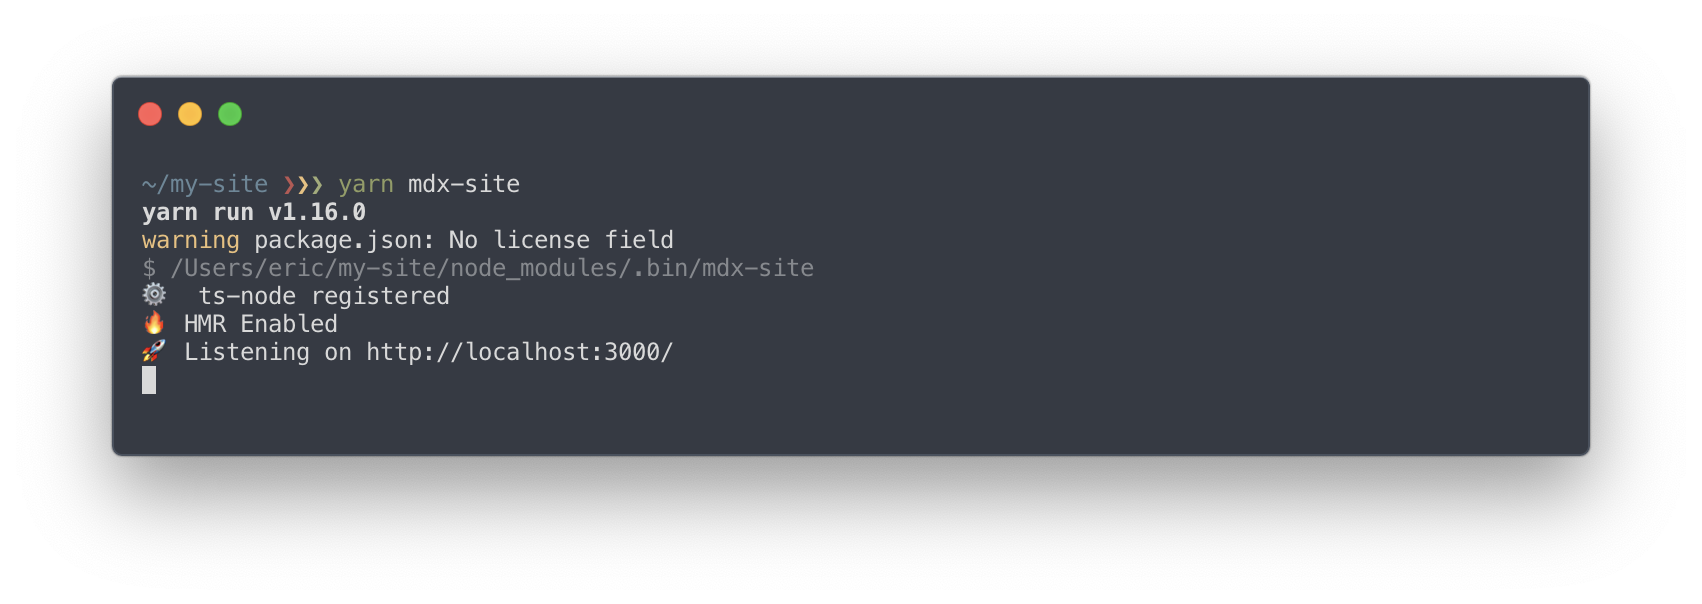 ~/my-site ❯❯❯ yarn mdx-site
yarn run v1.16.0
warning package.json: No license field
$ /Users/eric/my-site/node_modules/.bin/mdx-site
⚙️  ts-node registered
🔥 HMR Enabled
🚀 Listening on http://localhost:3000/